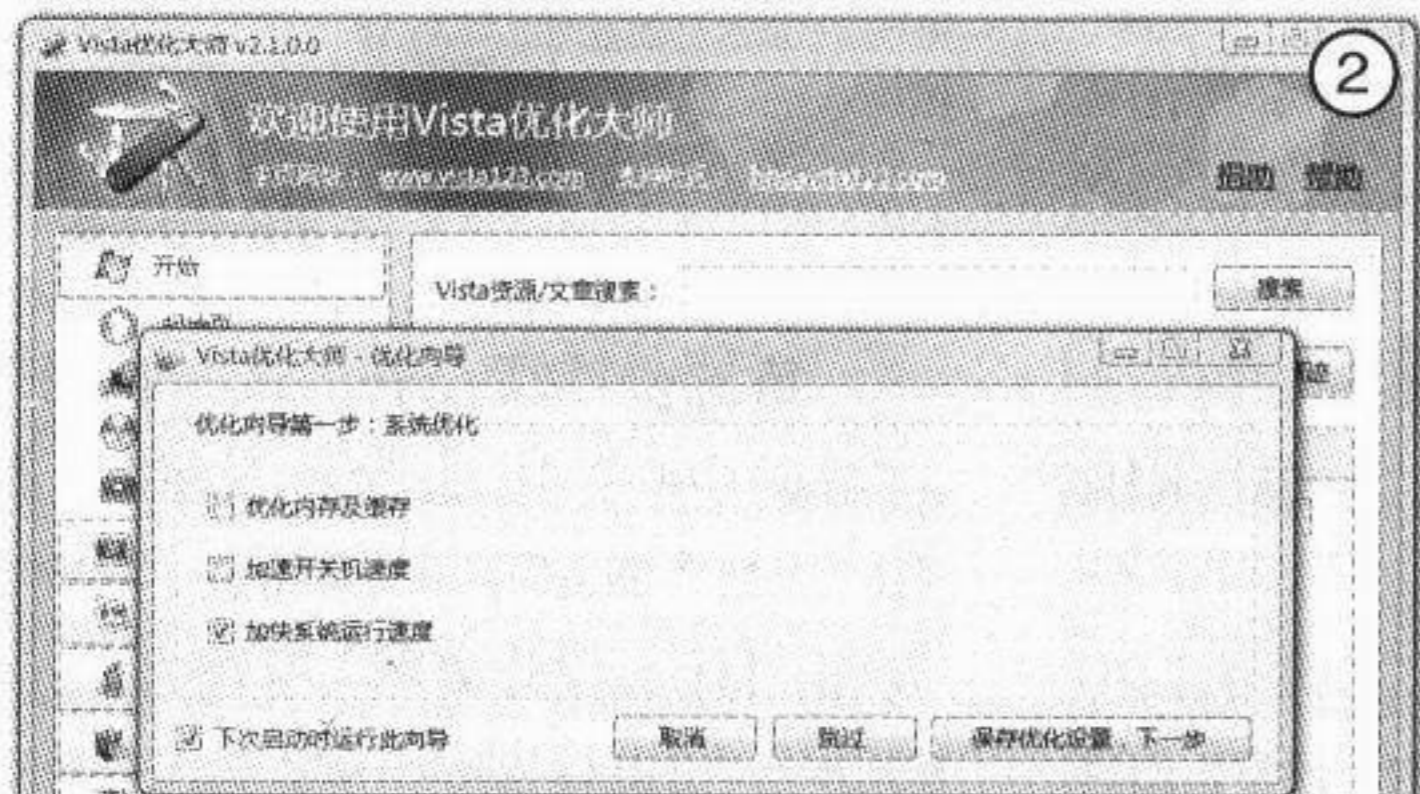 Vista优化大师 v2.1.0.0
②
欢迎使用Vista优化大师
www.vista123.com
捐助 帮助
开始
Vista资源/文章搜索：
搜索
Vista优化大师 - 优化向导
优化向导第一步：系统优化
优化内存及缓存
加速开关机速度
加快系统运行速度
下次启动时运行此向导
取消 跳过 保存优化设置，下一步